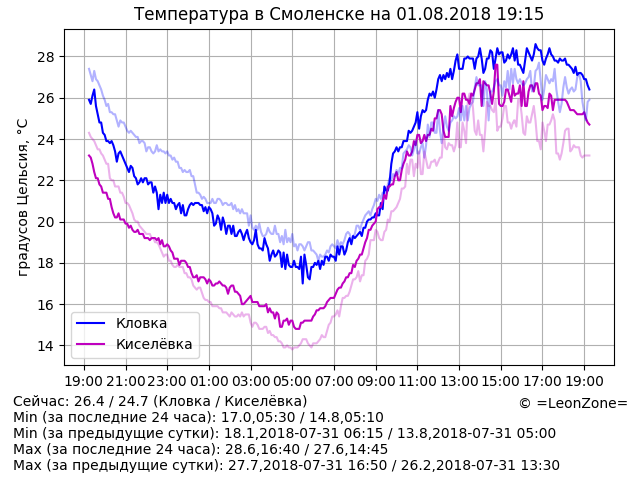 Температура в Смоленске на 01.08.2018 19:15
градусов Цельсия, °C
28
26
24
22
20
18
16
14
Кловка
Киселёвка
19:00 21:00 23:00 01:00 03:00 05:00 07:00 09:00 11:00 13:00 15:00 17:00 19:00
Сейчас: 26.4 / 24.7 (Кловка / Киселёвка)
© =LeonZone=
Min (за последние 24 часа): 17.0,05:30 / 14.8,05:10
Min (за предыдущие сутки): 18.1,2018-07-31 06:15 / 13.8,2018-07-31 05:00
Max (за последние 24 часа): 28.6,16:40 / 27.6,14:45
Max (за предыдущие сутки): 27.7,2018-07-31 16:50 / 26.2,2018-07-31 13:30